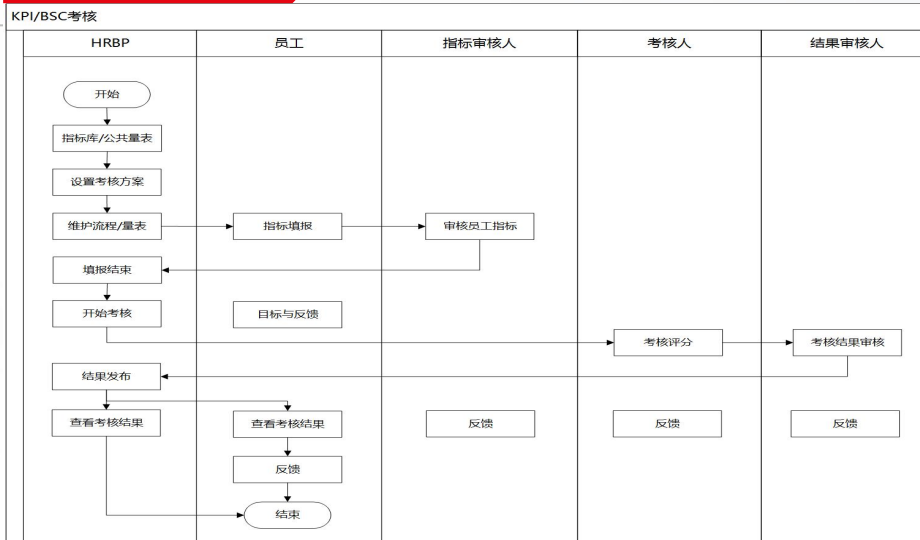 KPI/BSC考核
HRBP
员工
指标审核人
考核人
结果审核人
开始
指标库/公共量表
设置考核方案
维护流程/量表
指标填报
审核员工指标
填报结束
开始考核
目标与反馈
考核评分
考核结果审核
结果发布
查看考核结果
查看考核结果
反馈
反馈
反馈
反馈
结束